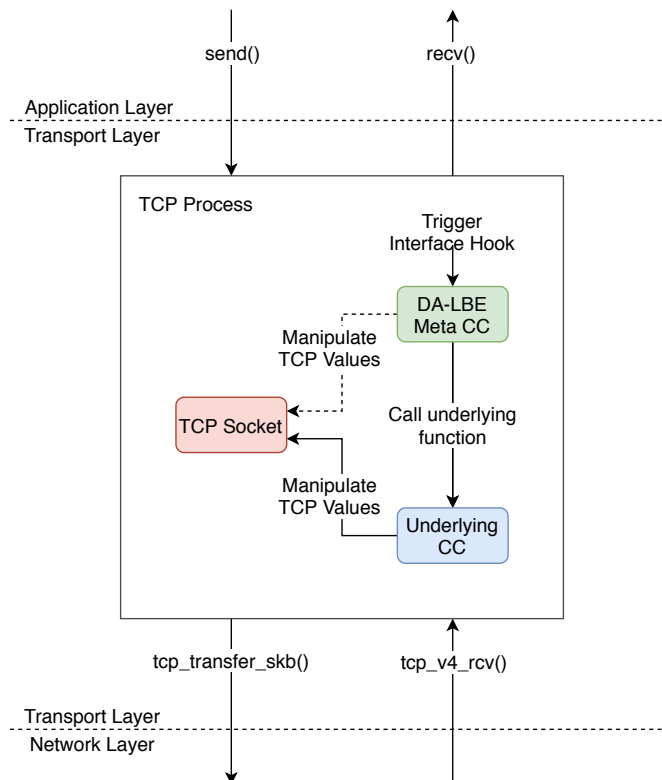 send()
recv()
Application Layer
Transport Layer
TCP Process
Trigger
Interface Hook
DA-LBE
Meta CC
Manipulate
TCP Values
TCP Socket
Call underlying
function
Manipulate
TCP Values
Underlying
CC
tcp_transfer_skb()
tcp_v4_rcv()
Transport Layer
Network Layer